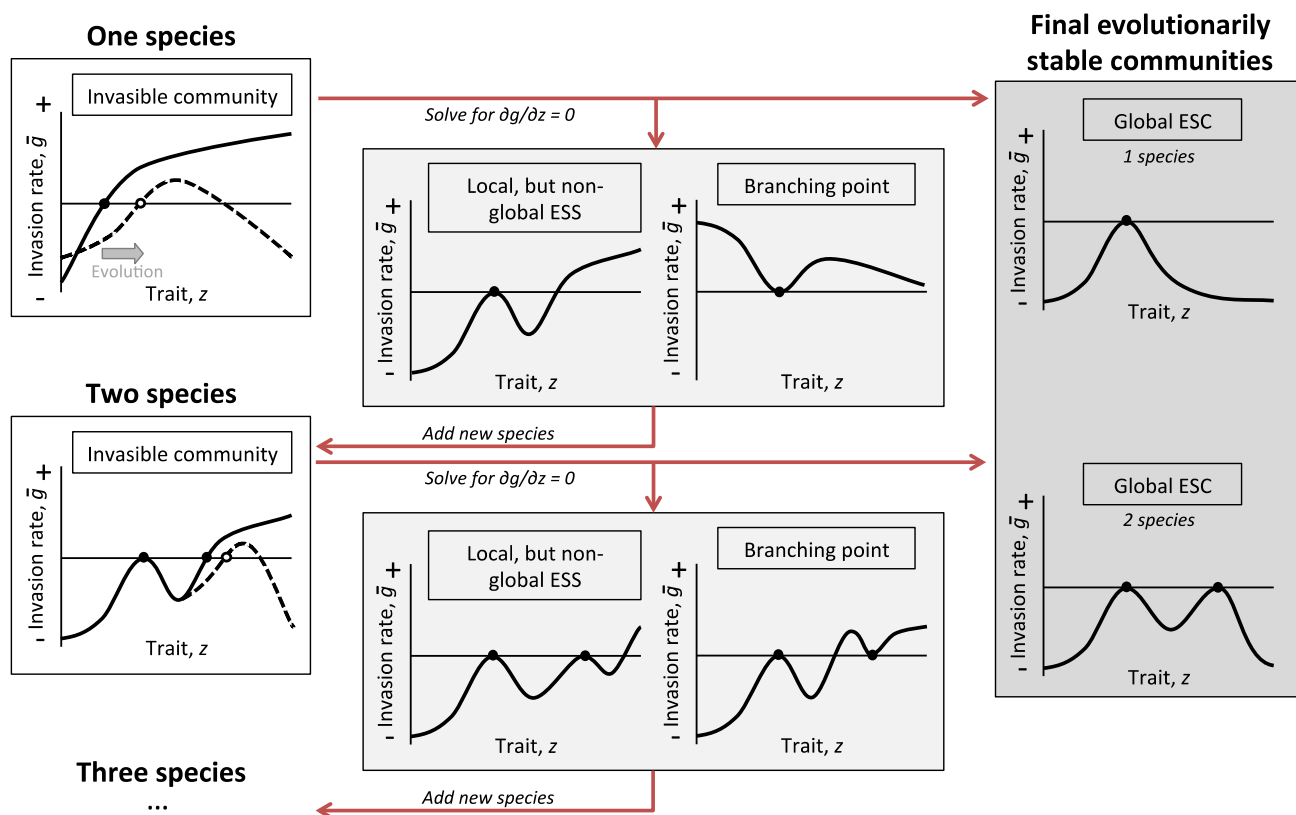 One species
Final evolutionarily
stable communities
Invasible community
+
Invasion rate, g̅
-
Evolution
Trait, z
Solve for ∂g/∂z = 0
Local, but non-
global ESS
+
Invasion rate, g̅
-
Trait, z
Branching point
+
Invasion rate, g̅
-
Trait, z
Global ESC
1 species
+
Invasion rate, g̅
-
Trait, z
Add new species
Two species
Invasible community
+
Invasion rate, g̅
-
Trait, z
Solve for ∂g/∂z = 0
Local, but non-
global ESS
+
Invasion rate, g̅
-
Trait, z
Branching point
+
Invasion rate, g̅
-
Trait, z
Global ESC
2 species
+
Invasion rate, g̅
-
Trait, z
Add new species
Three species
...